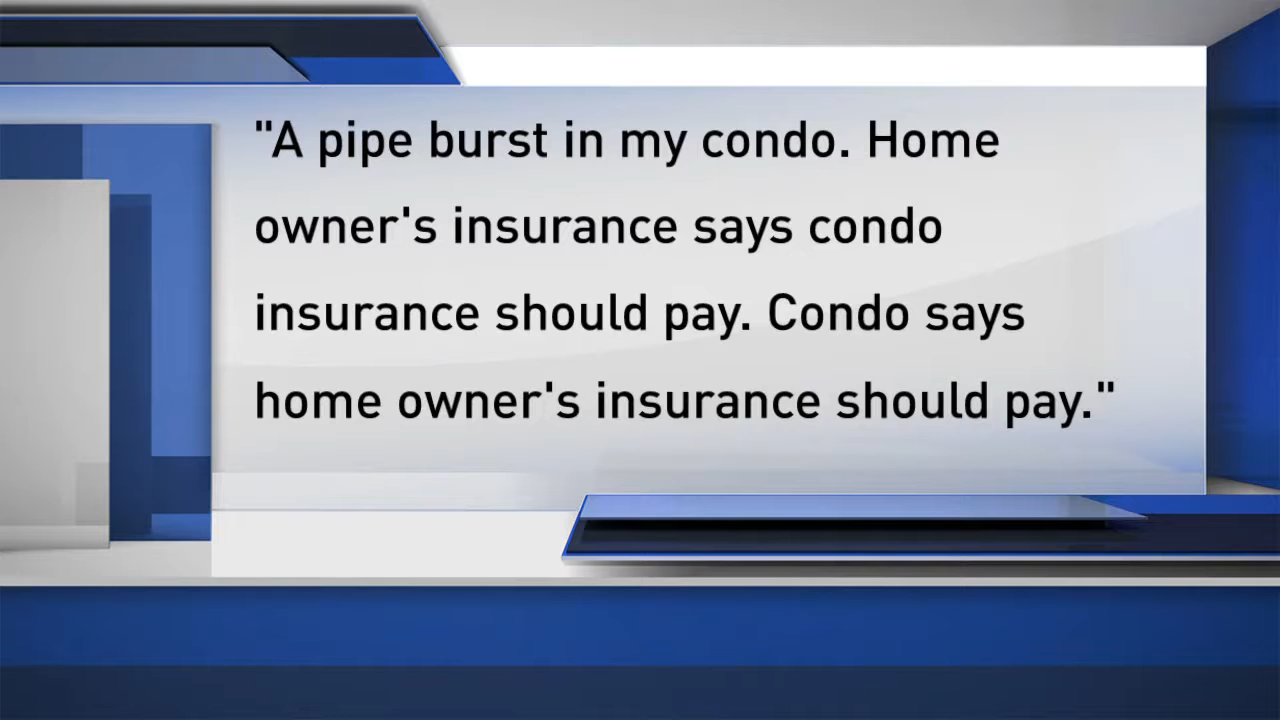 "A pipe burst in my condo. Home
owner's insurance says condo
insurance should pay. Condo says
home owner's insurance should pay."